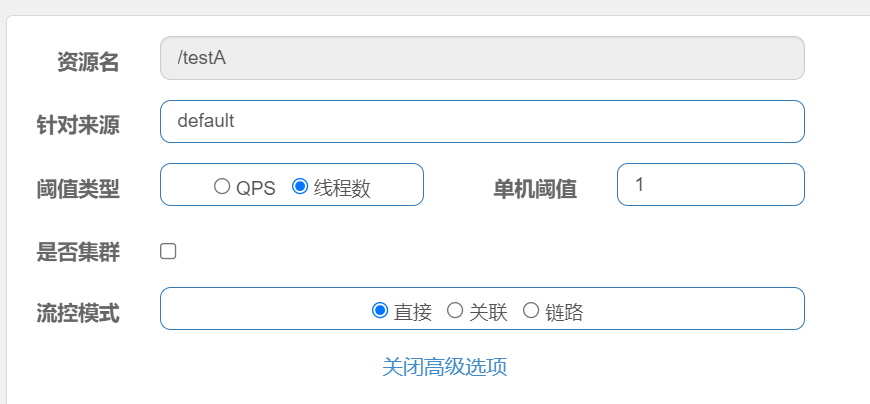 资源名 /testA
针对来源 default
阈值类型 QPS 线程数 单机阈值 1
是否集群
流控模式 直接 关联 链路
关闭高级选项